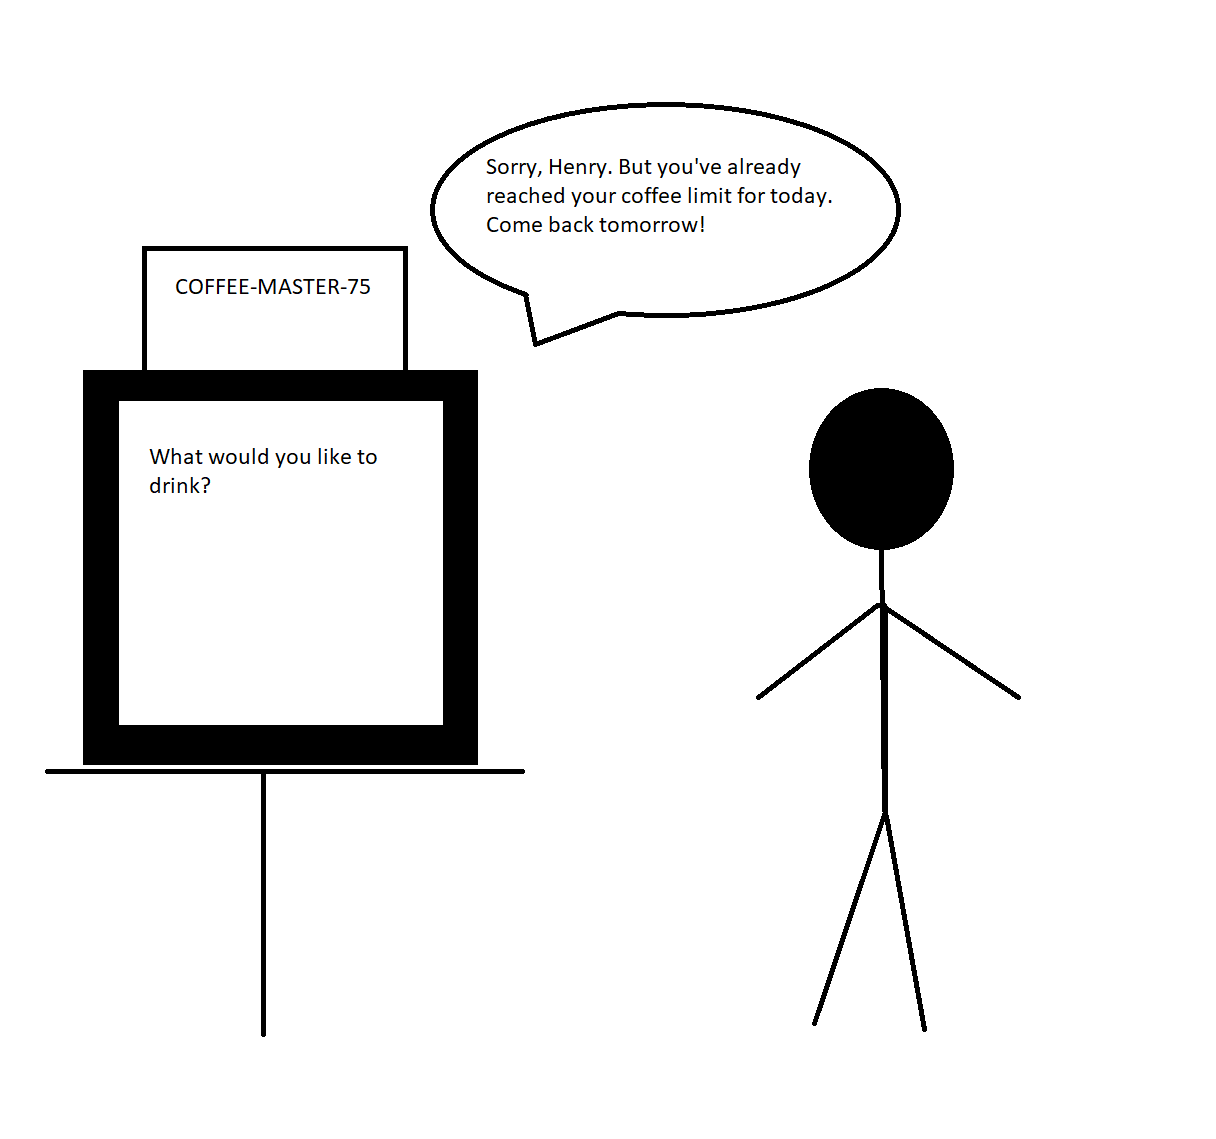 Sorry, Henry. But you've already
reached your coffee limit for today.
Come back tomorrow!
COFFEE-MASTER-75
What would you like to
drink?